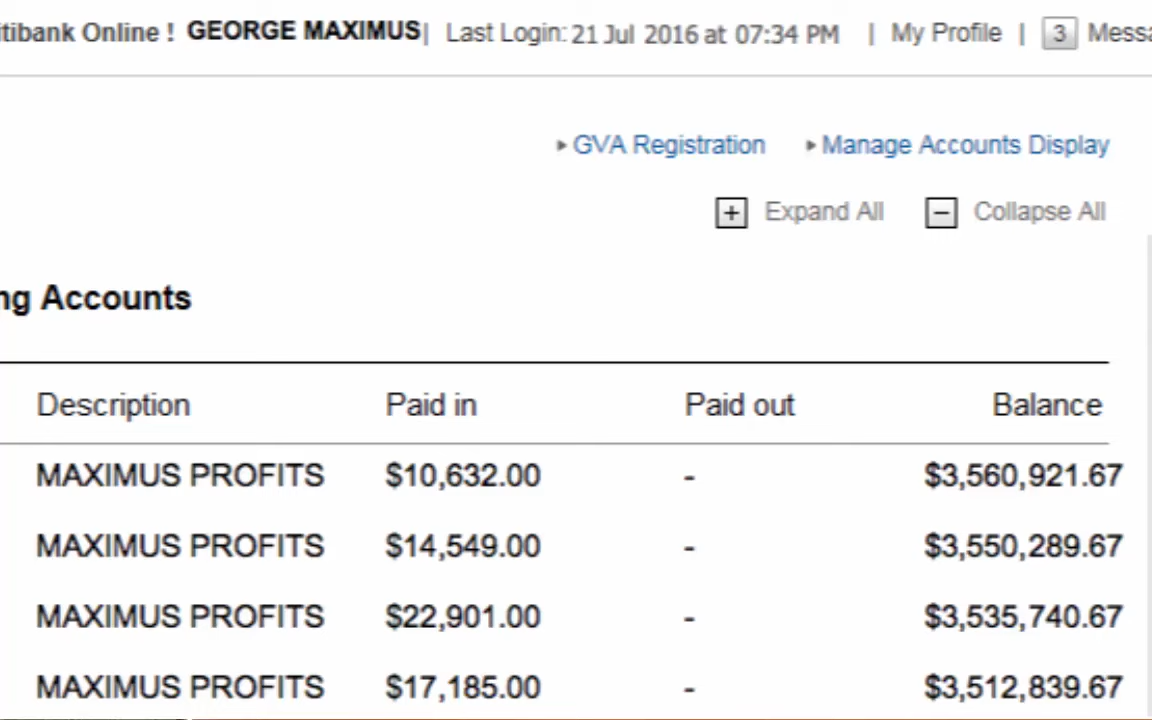 itibank Online ! GEORGE MAXIMUS| Last Login: 21 Jul 2016 at 07:34 PM | My Profile | 3 Messa
GVA Registration Manage Accounts Display
+ Expand All − Collapse All
ng Accounts
Description Paid in Paid out Balance
MAXIMUS PROFITS $10,632.00 - $3,560,921.67
MAXIMUS PROFITS $14,549.00 - $3,550,289.67
MAXIMUS PROFITS $22,901.00 - $3,535,740.67
MAXIMUS PROFITS $17,185.00 - $3,512,839.67